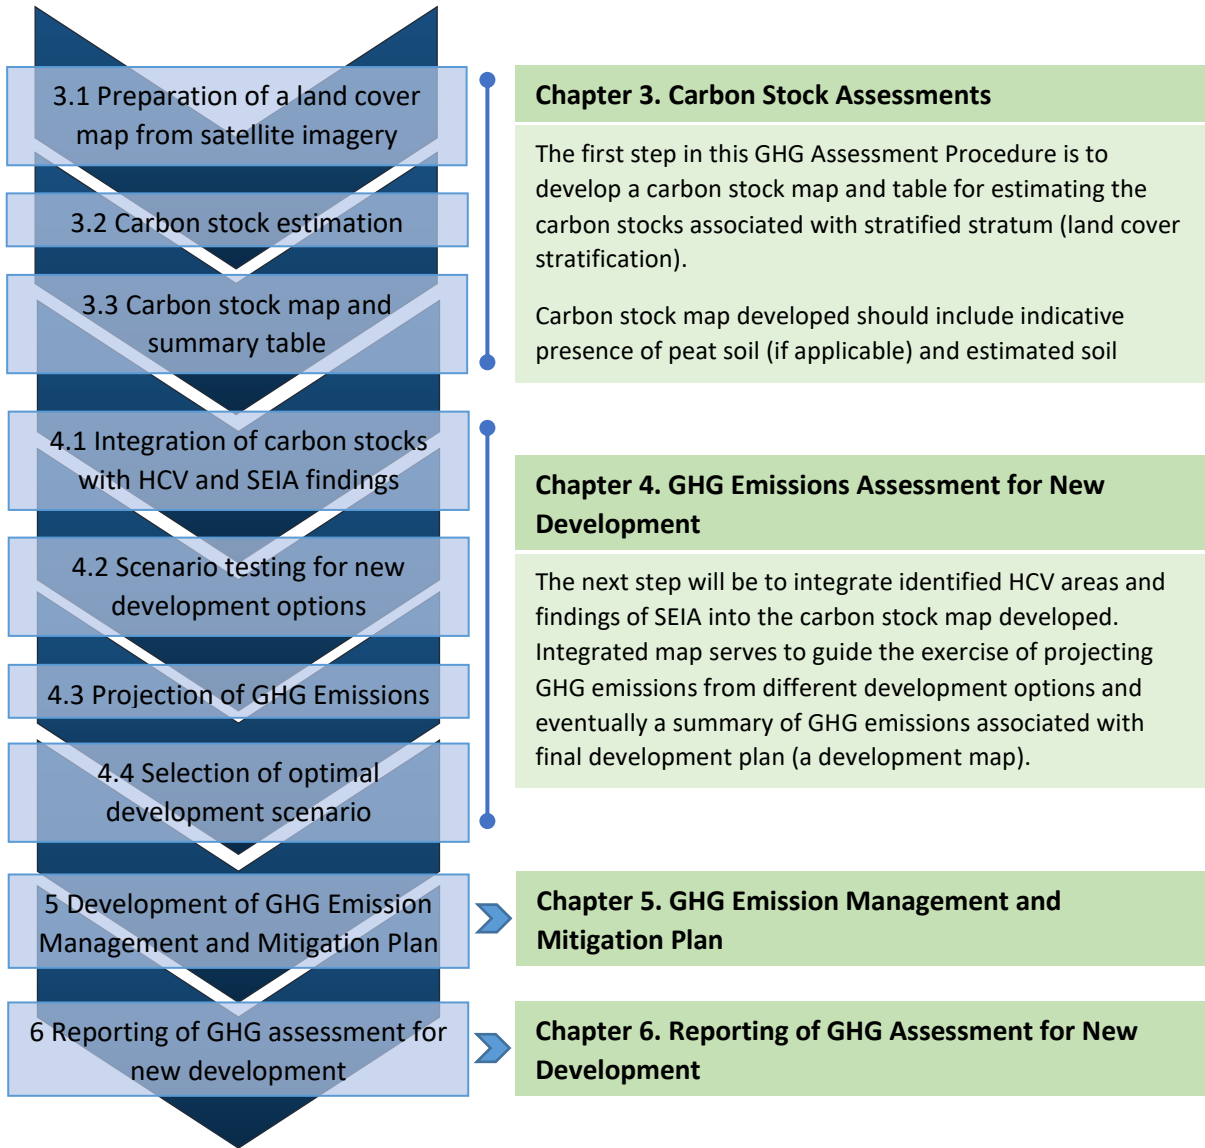 3.1 Preparation of a land cover
map from satellite imagery
3.2 Carbon stock estimation
3.3 Carbon stock map and
summary table
Chapter 3. Carbon Stock Assessments
The first step in this GHG Assessment Procedure is to
develop a carbon stock map and table for estimating the
carbon stocks associated with stratified stratum (land cover
stratification).
Carbon stock map developed should include indicative
presence of peat soil (if applicable) and estimated soil
4.1 Integration of carbon stocks
with HCV and SEIA findings
4.2 Scenario testing for new
development options
4.3 Projection of GHG Emissions
4.4 Selection of optimal
development scenario
Chapter 4. GHG Emissions Assessment for New
Development
The next step will be to integrate identified HCV areas and
findings of SEIA into the carbon stock map developed.
Integrated map serves to guide the exercise of projecting
GHG emissions from different development options and
eventually a summary of GHG emissions associated with
final development plan (a development map).
5 Development of GHG Emission
Management and Mitigation Plan
Chapter 5. GHG Emission Management and
Mitigation Plan
6 Reporting of GHG assessment for
new development
Chapter 6. Reporting of GHG Assessment for New
Development